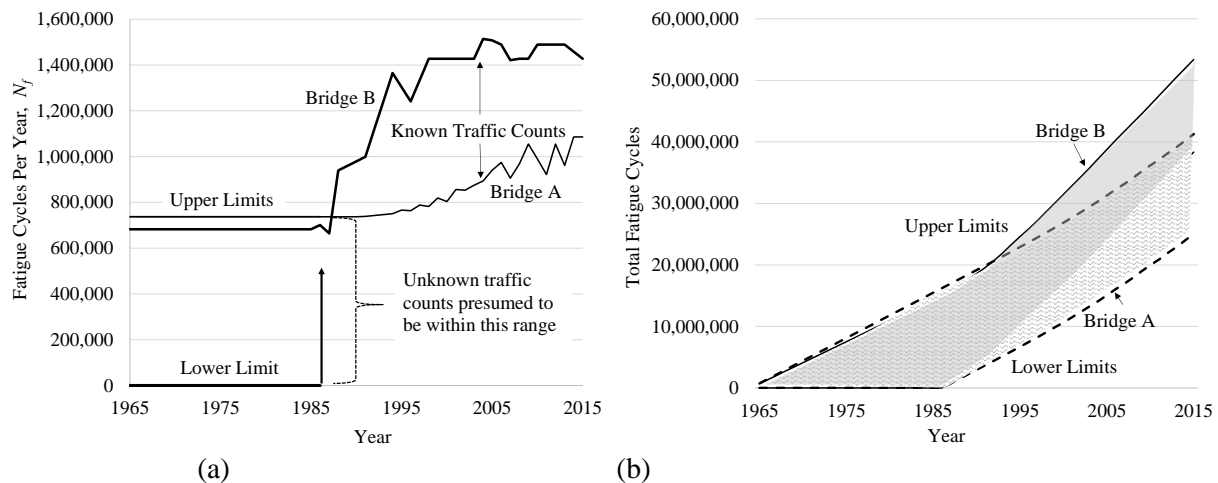 1,600,000
1,400,000
1,200,000
1,000,000
800,000
600,000
400,000
200,000
0
Fatigue Cycles Per Year, N_f
Bridge B
Known Traffic Counts
Bridge A
Upper Limits
Unknown traffic
counts presumed to
be within this range
Lower Limit
1965 1975 1985 1995 2005 2015
Year
(a)
60,000,000
50,000,000
40,000,000
30,000,000
20,000,000
10,000,000
0
Total Fatigue Cycles
Bridge B
Upper Limits
Bridge A
Lower Limits
1965 1975 1985 1995 2005 2015
Year
(b)